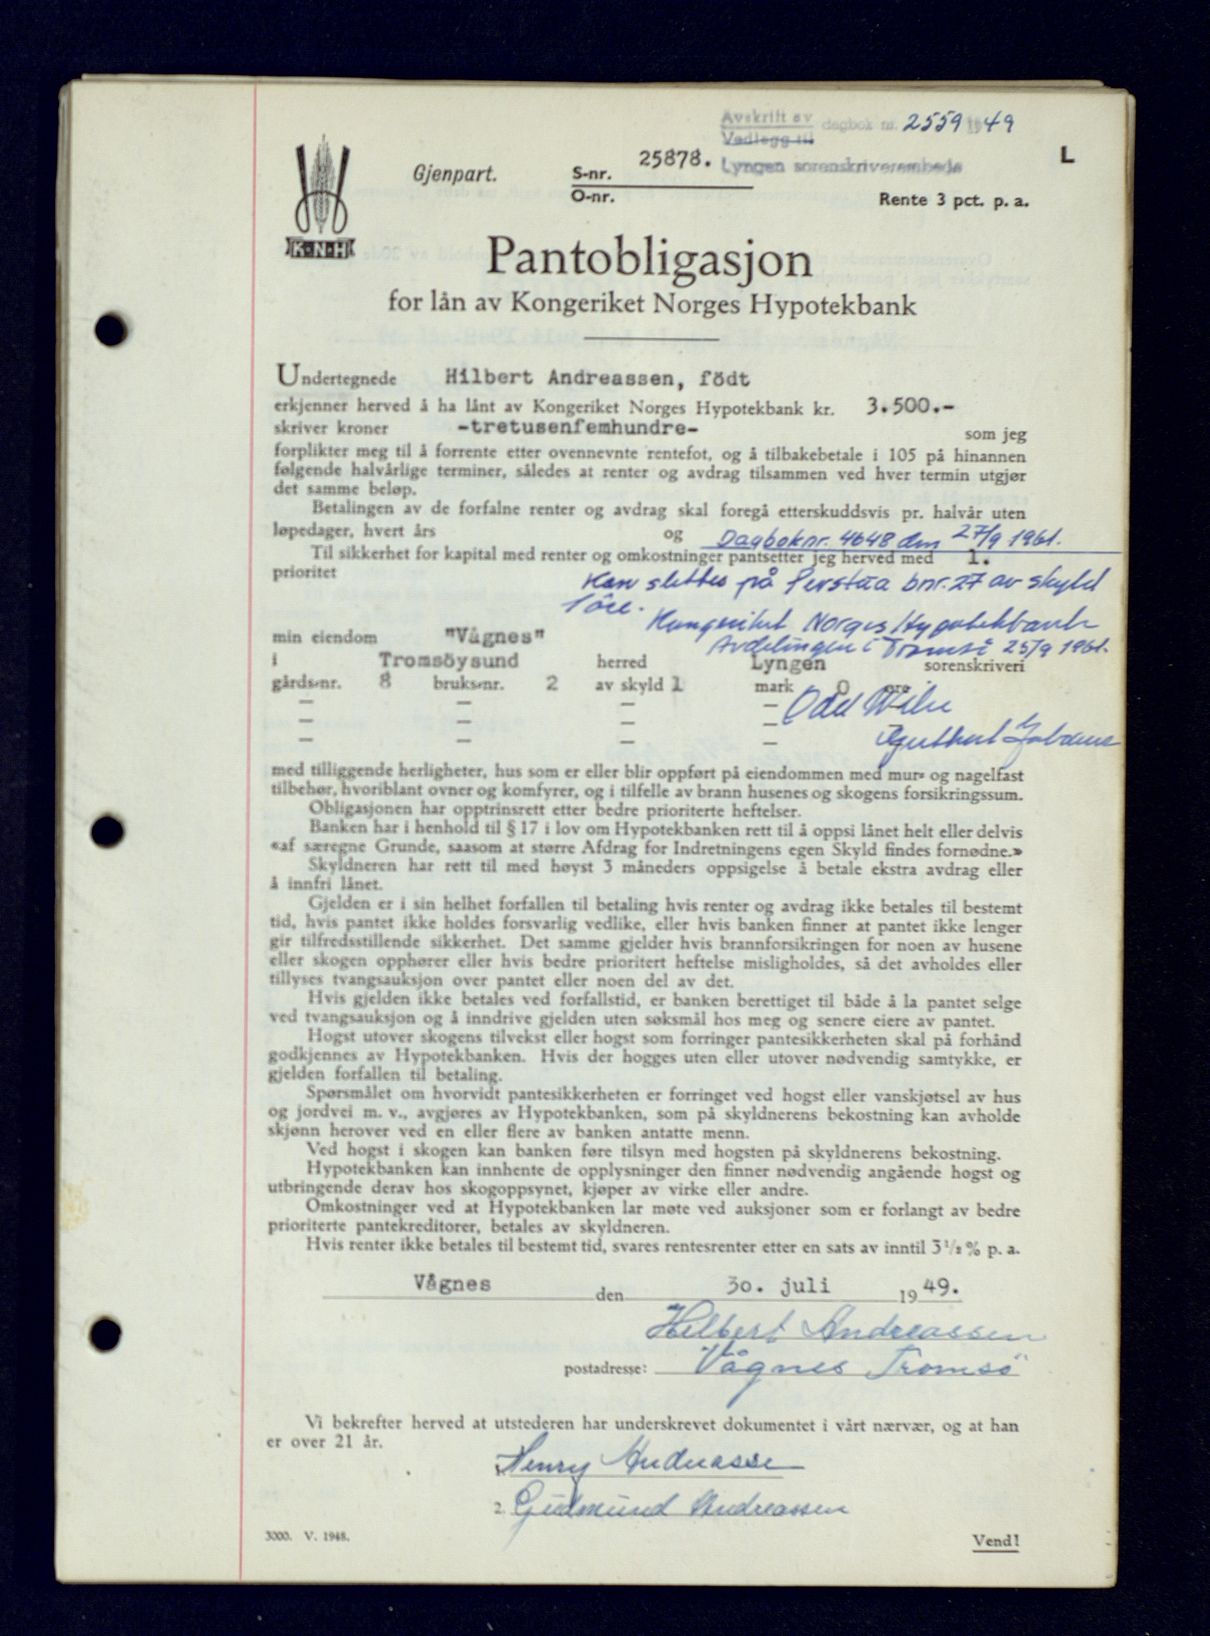 Avskrift av
Vedlegg til
dagbok nr. 2559 1949
Lyngen sorenskriverembede
L
Gjenpart.
S-nr. 25878.
O-nr.
Rente 3 pct. p. a.
K·N·H
Pantobligasjon
for lån av Kongeriket Norges Hypotekbank
Undertegnede Hilbert Andreassen, födt
erkjenner herved å ha lånt av Kongeriket Norges Hypotekbank kr. 3.500.-
skriver kroner -tretusenfemhundre- som jeg
forplikter meg til å forrente etter ovennevnte rentefot, og å tilbakebetale i 105 på hinannen
følgende halvårlige terminer, således at renter og avdrag tilsammen ved hver termin utgjør
det samme beløp.
Betalingen av de forfalne renter og avdrag skal foregå etterskuddsvis pr. halvår uten
løpedager, hvert års og
Dagboknr. 4648 den 27/9 1961.
Til sikkerhet for kapital med renter og omkostninger pantsetter jeg herved med 1.
prioritet
Kan slettes på bnr. 27 av skyld
1 øre.
Kongeriket Norges Hypotekbank
min eiendom "Vågnes"
Avdelingen i Tromsö 25/9 1961.
i Tromsöysund herred Lyngen sorenskriveri
gårds-nr. 8 bruks-nr. 2 av skyld 1 mark 0 øre
Odd
— — — —
— — — —
— — — —
med tilliggende herligheter, hus som er eller blir oppført på eiendommen med mur- og nagelfast
tilbehør, hvoriblant ovner og komfyrer, og i tilfelle av brann husenes og skogens forsikringssum.
Obligasjonen har opptrinsrett etter bedre prioriterte heftelser.
Banken har i henhold til § 17 i lov om Hypotekbanken rett til å oppsi lånet helt eller delvis
«af særegne Grunde, saasom at større Afdrag for Indretningens egen Skyld findes fornødne.»
Skyldneren har rett til med høyst 3 måneders oppsigelse å betale ekstra avdrag eller
å innfri lånet.
Gjelden er i sin helhet forfallen til betaling hvis renter og avdrag ikke betales til bestemt
tid, hvis pantet ikke holdes forsvarlig vedlike, eller hvis banken finner at pantet ikke lenger
gir tilfredsstillende sikkerhet. Det samme gjelder hvis brannforsikringen for noen av husene
eller skogen opphører eller hvis bedre prioritert heftelse misligholdes, så det avholdes eller
tillyses tvangsauksjon over pantet eller noen del av det.
Hvis gjelden ikke betales ved forfallstid, er banken berettiget til både å la pantet selge
ved tvangsauksjon og å inndrive gjelden uten søksmål hos meg og senere eiere av pantet.
Hogst utover skogens tilvekst eller hogst som forringer pantesikkerheten skal på forhånd
godkjennes av Hypotekbanken. Hvis der hogges uten eller utover nødvendig samtykke, er
gjelden forfallen til betaling.
Spørsmålet om hvorvidt pantesikkerheten er forringet ved hogst eller vanskjøtsel av hus
og jordvei m. v., avgjøres av Hypotekbanken, som på skyldnerens bekostning kan avholde
skjønn herover ved en eller flere av banken antatte menn.
Ved hogst i skogen kan banken føre tilsyn med hogsten på skyldnerens bekostning.
Hypotekbanken kan innhente de opplysninger den finner nødvendig angående hogst og
utbringende derav hos skogoppsynet, kjøper av virke eller andre.
Omkostninger ved at Hypotekbanken lar møte ved auksjoner som er forlangt av bedre
prioriterte pantekreditorer, betales av skyldneren.
Hvis renter ikke betales til bestemt tid, svares rentesrenter etter en sats av inntil 3 1/2 % p. a.
Vågnes den 30. juli 1949.
Hilbert Andreassen
postadresse: Vågnes Tromsö
Vi bekrefter herved at utstederen har underskrevet dokumentet i vårt nærvær, og at han
er over 21 år.
1. Henry Andreassen
2. Gudmund Andreassen
3000. V. 1948.
Vend!